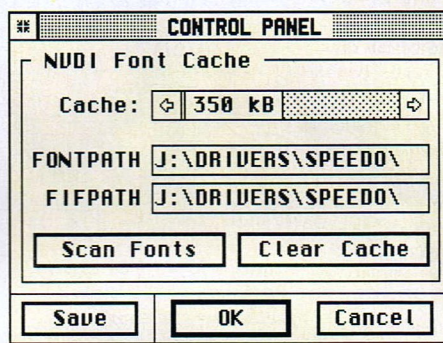 CONTROL PANEL
NVDI Font Cache
Cache: 350 kB
FONTPATH J:\DRIVERS\SPEEDO\
FIFPATH J:\DRIVERS\SPEEDO\
Scan Fonts Clear Cache
Save OK Cancel